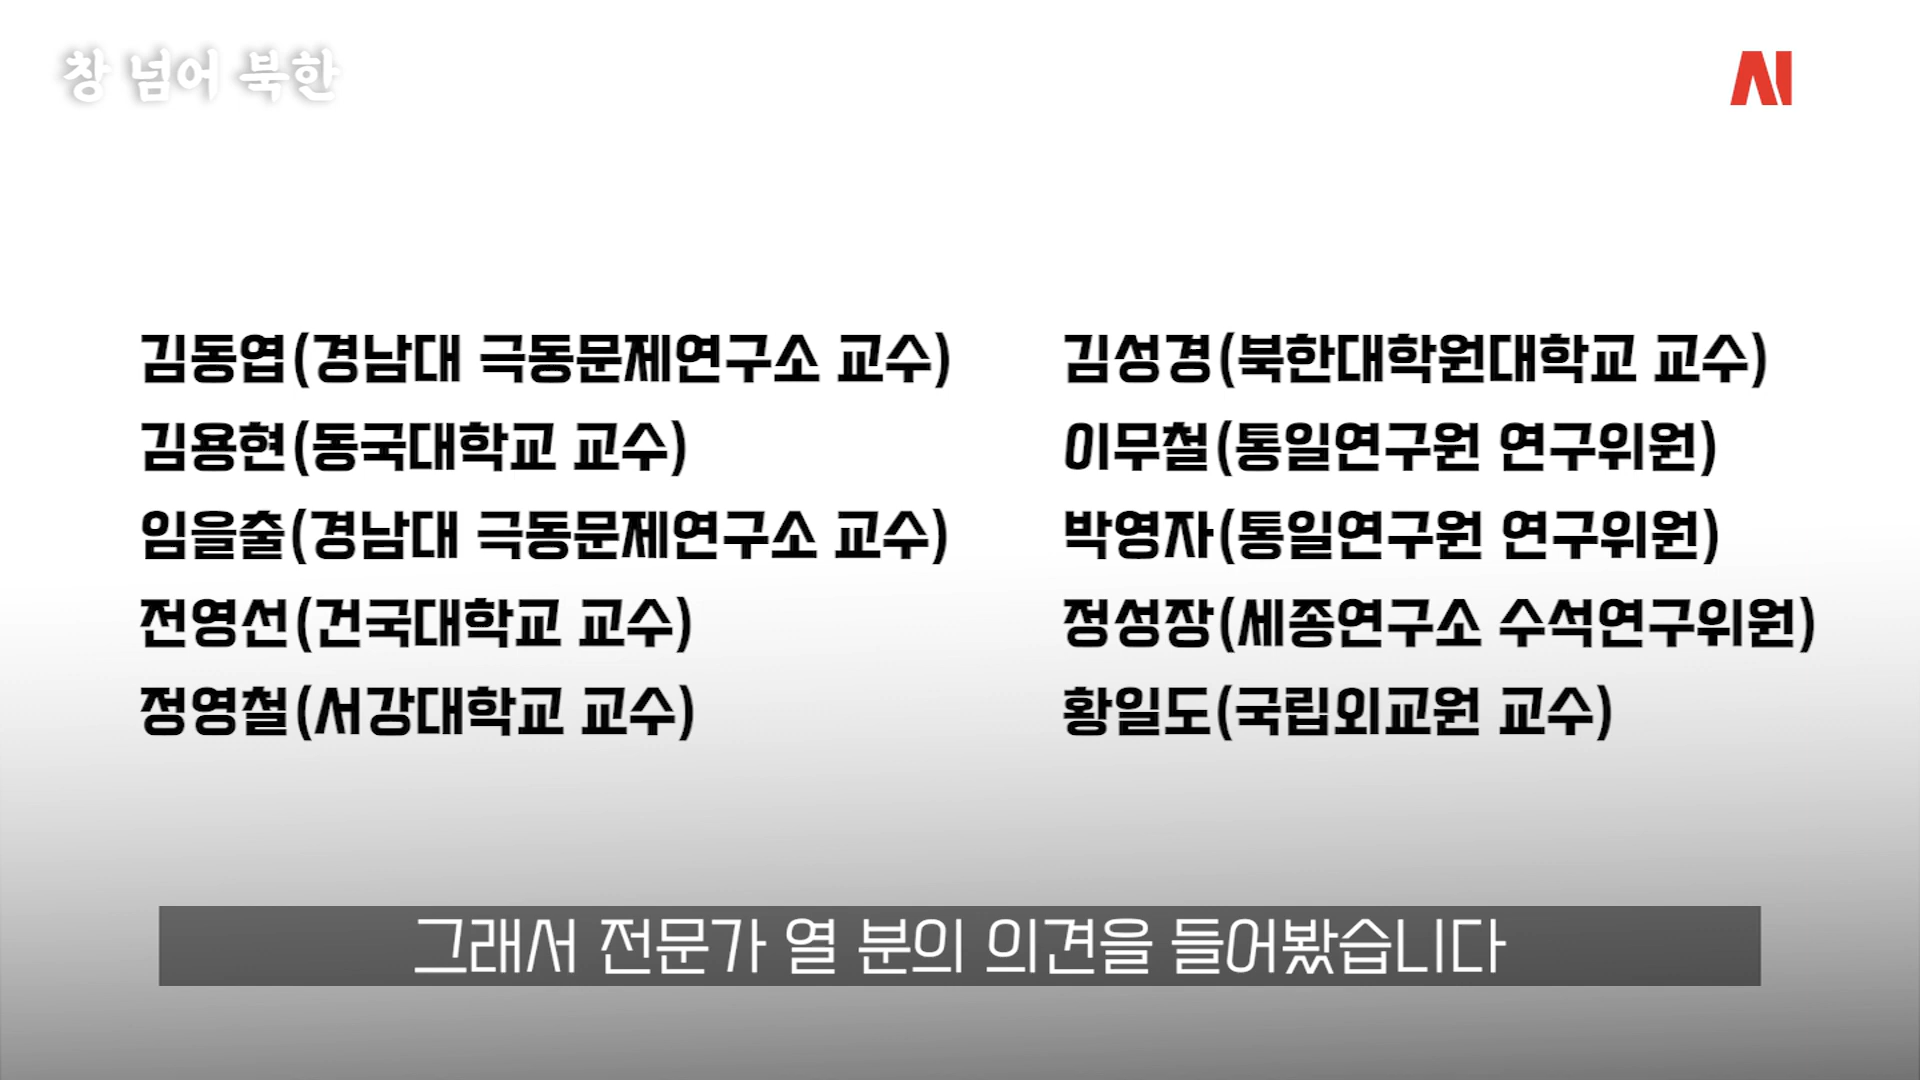 창 넘어 북한
AI
김동엽(경남대 극동문제연구소 교수)
김용현(동국대학교 교수)
임을출(경남대 극동문제연구소 교수)
전영선(건국대학교 교수)
정영철(서강대학교 교수)
김성경(북한대학원대학교 교수)
이무철(통일연구원 연구위원)
박영자(통일연구원 연구위원)
정성장(세종연구소 수석연구위원)
황일도(국립외교원 교수)
그래서 전문가 열 분의 의견을 들어봤습니다